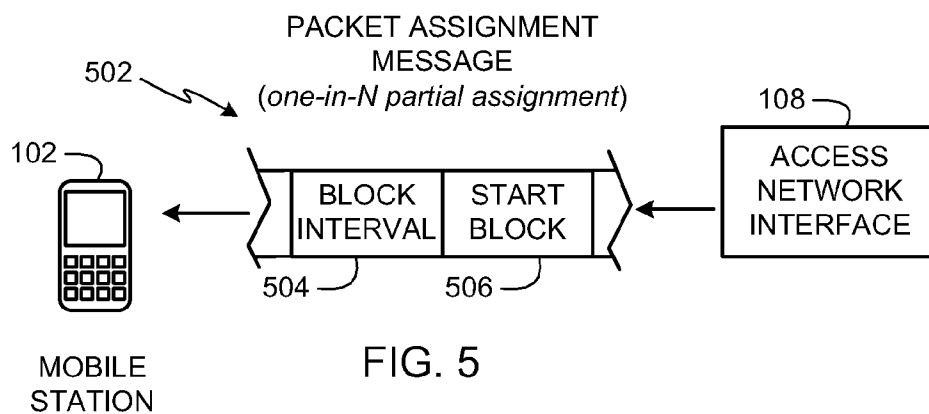 PACKET ASSIGNMENT
MESSAGE
(one-in-N partial assignment)
502
108
102
ACCESS
NETWORK
INTERFACE
BLOCK
INTERVAL
START
BLOCK
504
506
MOBILE
STATION
FIG. 5